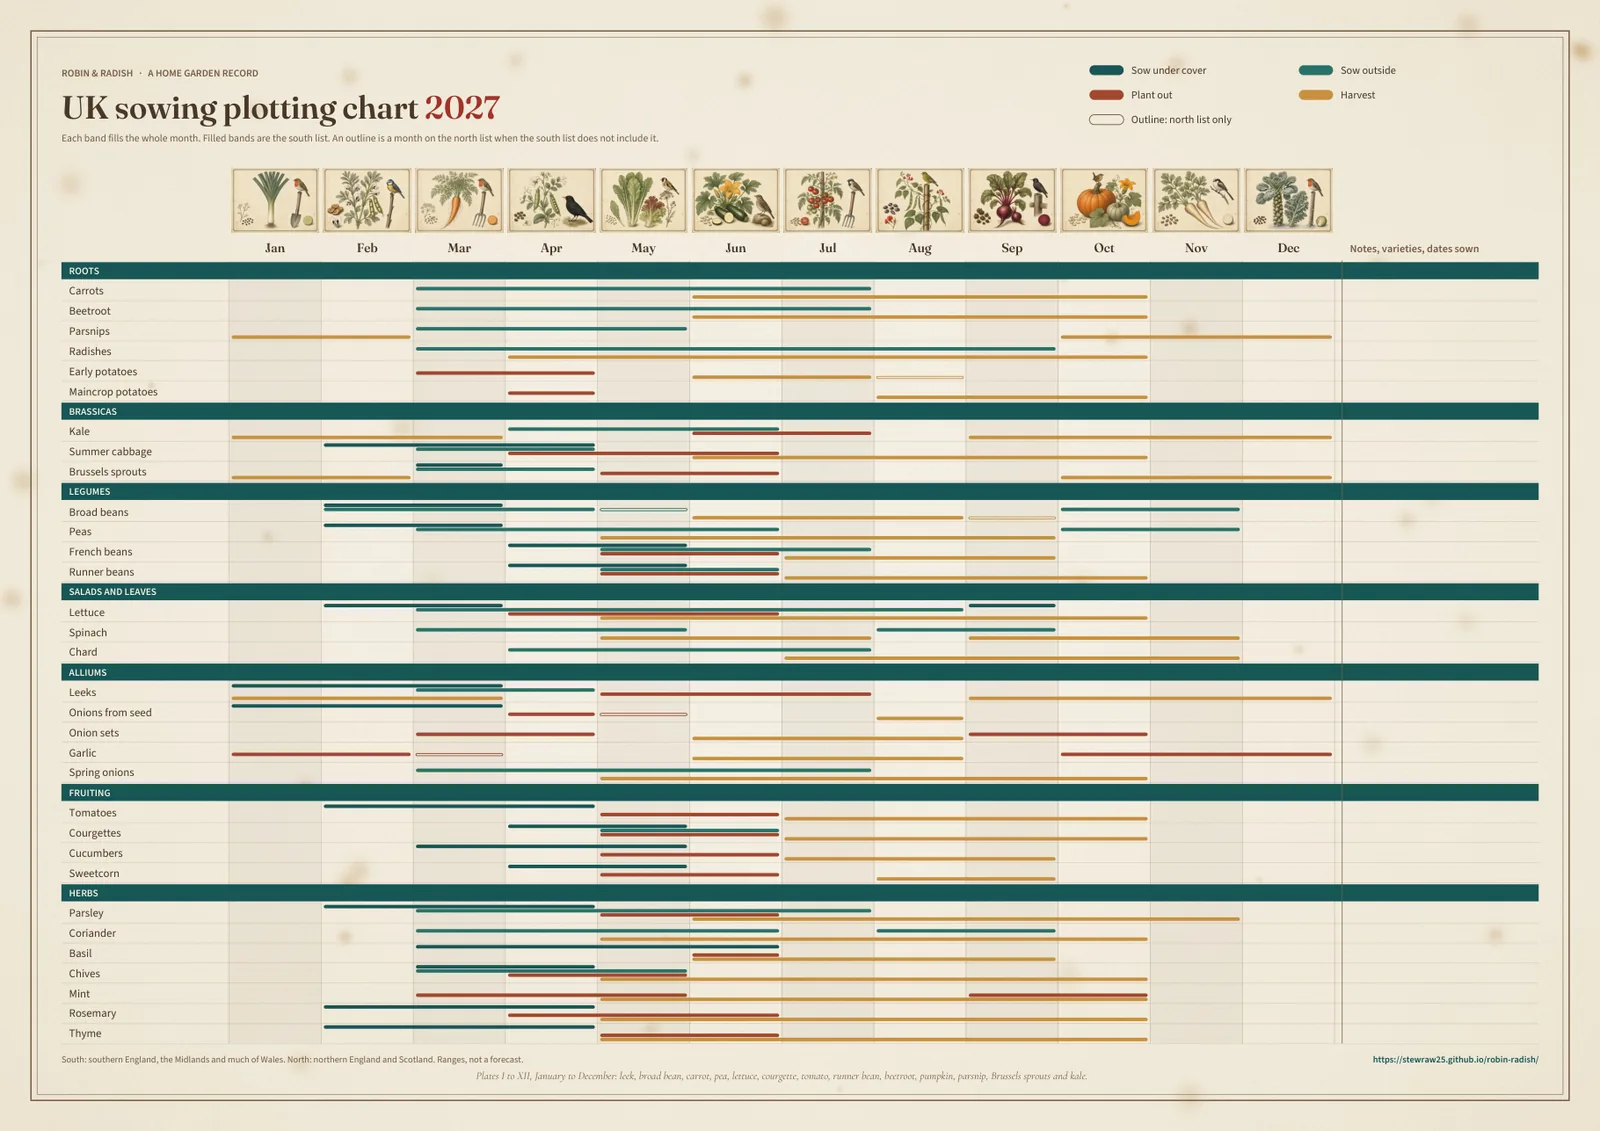 ROBIN & RADISH · A HOME GARDEN RECORD
UK sowing plotting chart 2027
Each band fills the whole month. Filled bands are the south list. An outline is a month on the north list when the south list does not include it.
Sow under cover
Sow outside
Plant out
Harvest
Outline: north list only
Jan Feb Mar Apr May Jun Jul Aug Sep Oct Nov Dec Notes, varieties, dates sown
ROOTS
Carrots
Beetroot
Parsnips
Radishes
Early potatoes
Maincrop potatoes
BRASSICAS
Kale
Summer cabbage
Brussels sprouts
LEGUMES
Broad beans
Peas
French beans
Runner beans
SALADS AND LEAVES
Lettuce
Spinach
Chard
ALLIUMS
Leeks
Onions from seed
Onion sets
Garlic
Spring onions
FRUITING
Tomatoes
Courgettes
Cucumbers
Sweetcorn
HERBS
Parsley
Coriander
Basil
Chives
Mint
Rosemary
Thyme
South: southern England, the Midlands and much of Wales. North: northern England and Scotland. Ranges, not a forecast.
https://stewraw25.github.io/robin-radish/
Plates I to XII, January to December: leek, broad bean, carrot, pea, lettuce, courgette, tomato, runner bean, beetroot, pumpkin, parsnip, Brussels sprouts and kale.